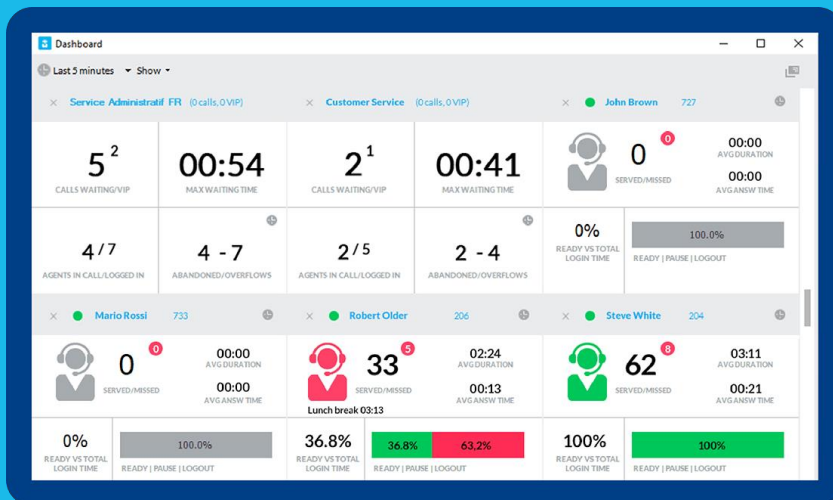 Dashboard
Last 5 minutes Show
Service Administratif FR (0 calls, 0 VIP)
5 2
CALLS WAITING/VIP
00:54
MAX WAITING TIME
4/7
AGENTS IN CALL/LOGGED IN
4 - 7
ABANDONED/OVERFLOWS
Customer Service (0 calls, 0 VIP)
2 1
CALLS WAITING/VIP
00:41
MAX WAITING TIME
2/5
AGENTS IN CALL/LOGGED IN
2 - 4
ABANDONED/OVERFLOWS
John Brown 727
0 0
SERVED/MISSED
00:00
AVG DURATION
00:00
AVG ANSW TIME
0%
READY VS TOTAL
LOGIN TIME
100.0%
READY | PAUSE | LOGOUT
Mario Rossi 733
0 0
SERVED/MISSED
00:00
AVG DURATION
00:00
AVG ANSW TIME
0%
READY VS TOTAL
LOGIN TIME
100.0%
READY | PAUSE | LOGOUT
Robert Older 206
33 5
SERVED/MISSED
Lunch break 03:13
02:24
AVG DURATION
00:13
AVG ANSW TIME
36.8%
READY VS TOTAL
LOGIN TIME
36.8% 63,2%
READY | PAUSE | LOGOUT
Steve White 204
62 8
SERVED/MISSED
03:11
AVG DURATION
00:21
AVG ANSW TIME
100%
READY VS TOTAL
LOGIN TIME
100%
READY | PAUSE | LOGOUT